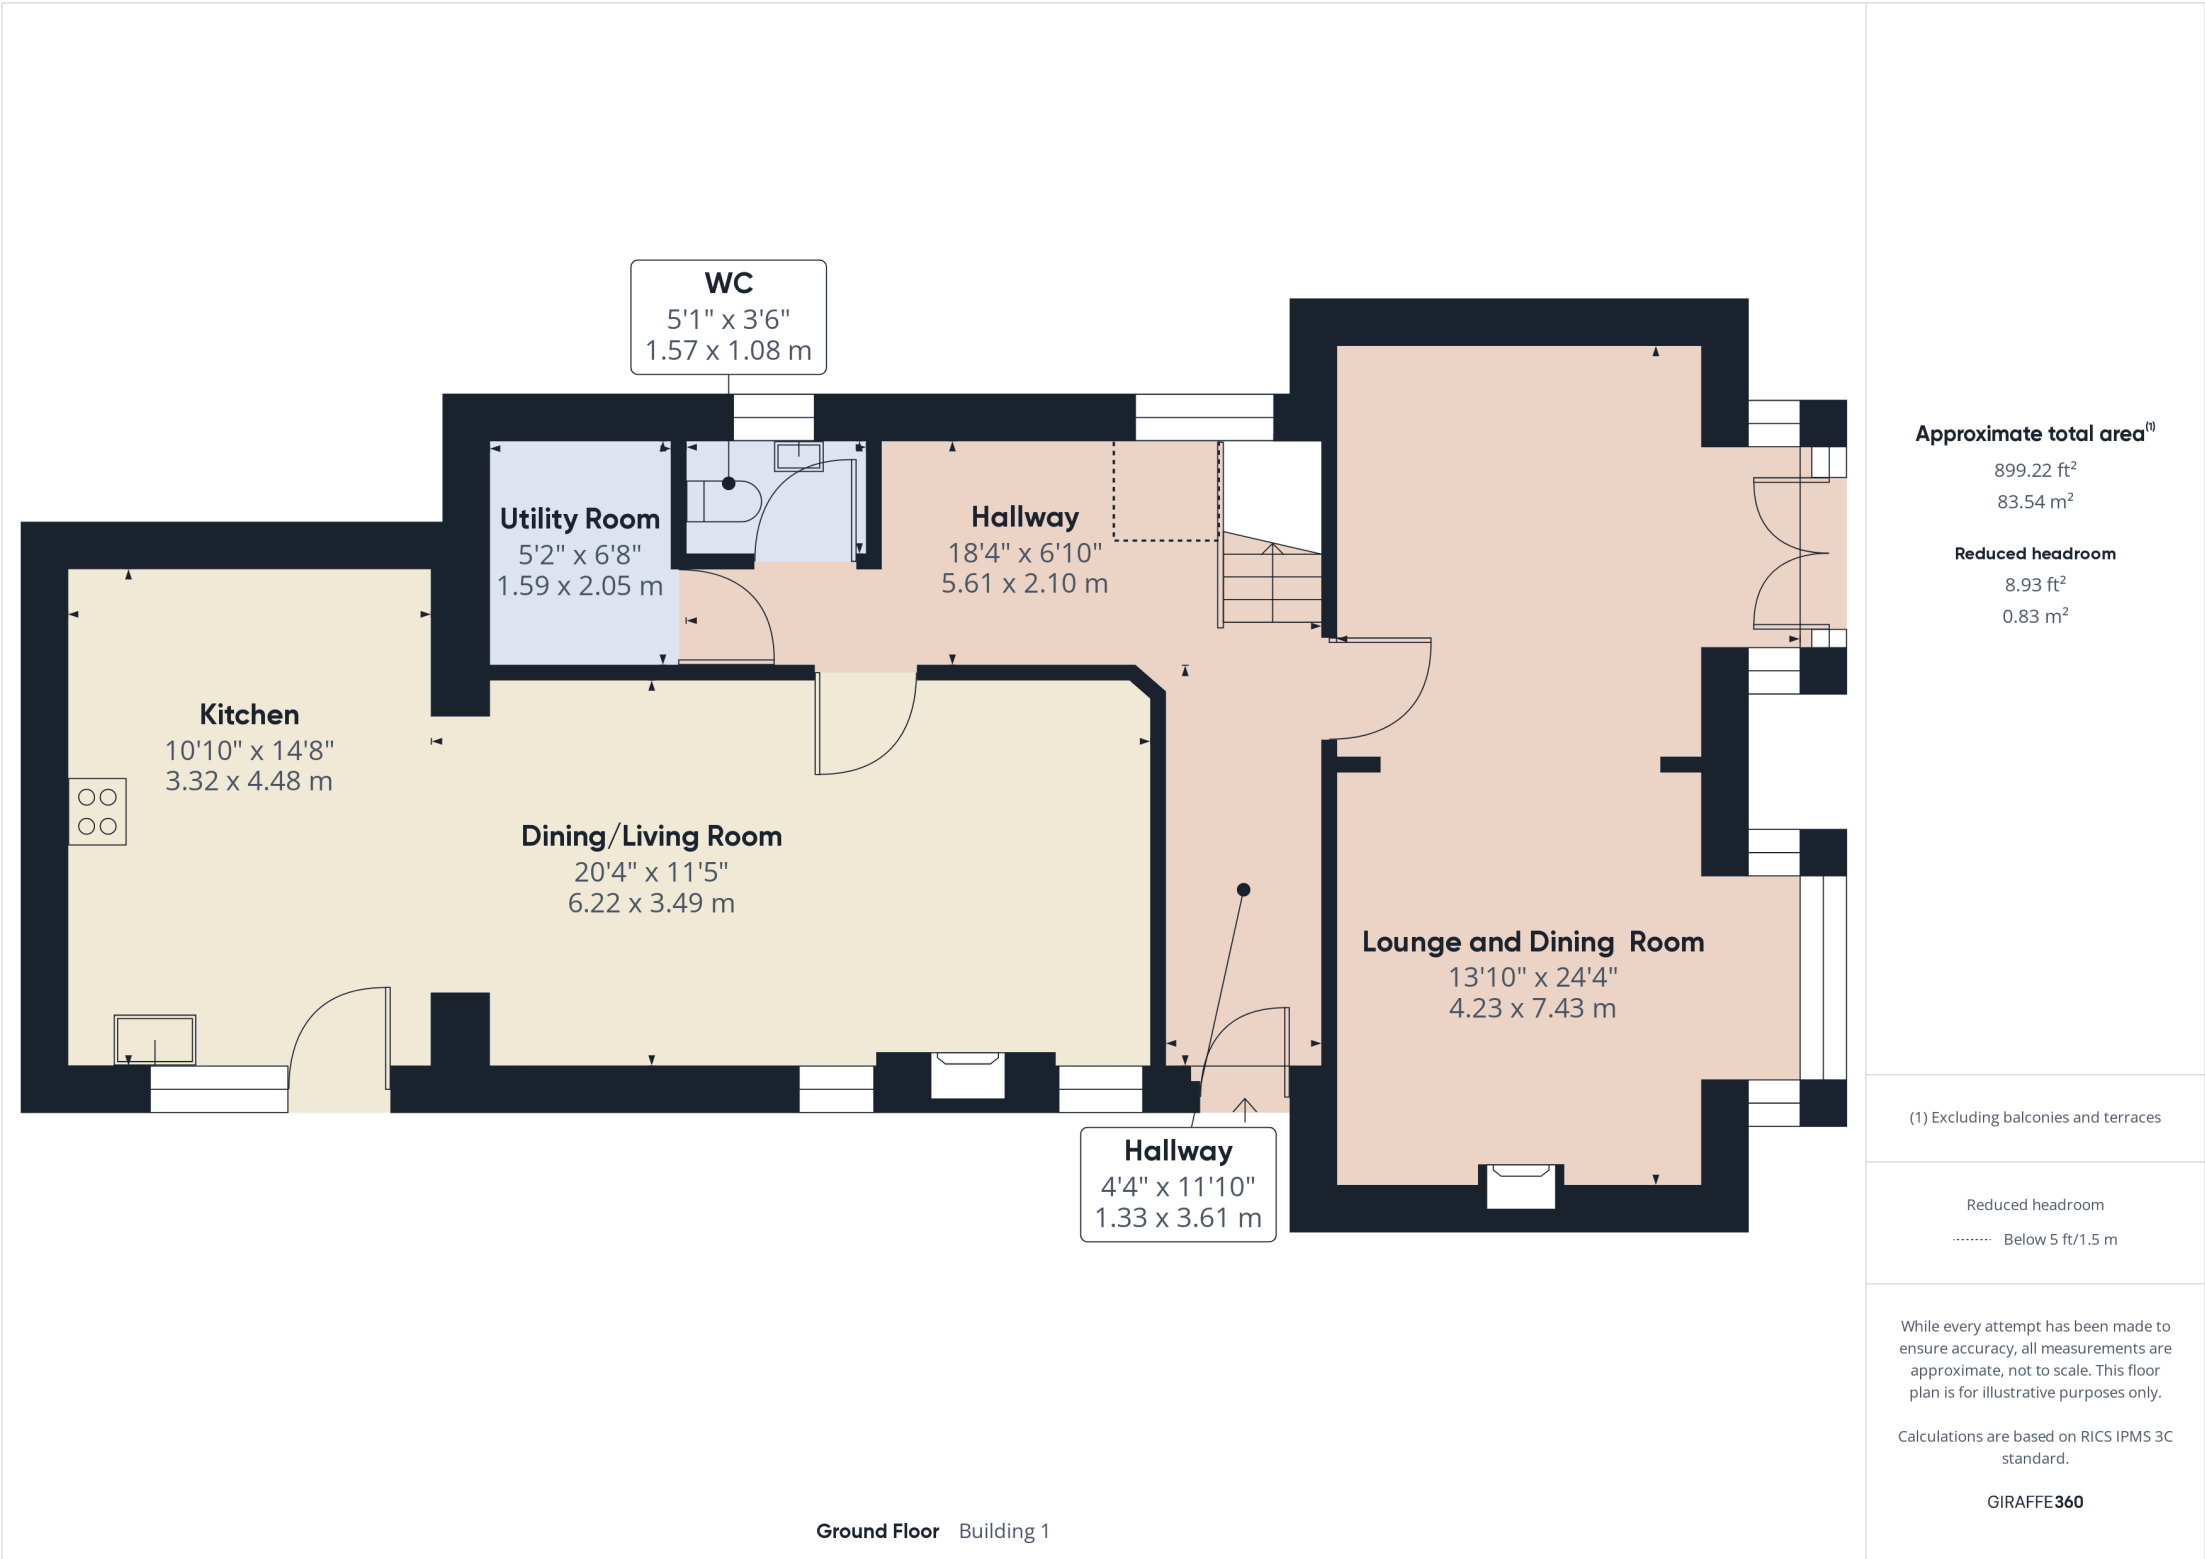 WC
5'1" x 3'6"
1.57 x 1.08 m
Utility Room
5'2" x 6'8"
1.59 x 2.05 m
Hallway
18'4" x 6'10"
5.61 x 2.10 m
Kitchen
10'10" x 14'8"
3.32 x 4.48 m
Dining/Living Room
20'4" x 11'5"
6.22 x 3.49 m
Lounge and Dining Room
13'10" x 24'4"
4.23 x 7.43 m
Hallway
4'4" x 11'10"
1.33 x 3.61 m
Ground Floor Building 1
Approximate total area(1)
899.22 ft²
83.54 m²
Reduced headroom
8.93 ft²
0.83 m²
(1) Excluding balconies and terraces
Reduced headroom
Below 5 ft/1.5 m
While every attempt has been made to
ensure accuracy, all measurements are
approximate, not to scale. This floor
plan is for illustrative purposes only.
Calculations are based on RICS IPMS 3C
standard.
GIRAFFE360